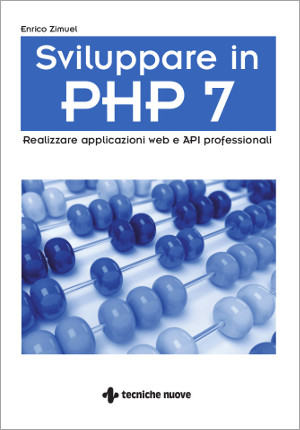 Enrico Zimuel
Sviluppare in
PHP 7
Realizzare applicazioni web e API professionali
tecniche nuove